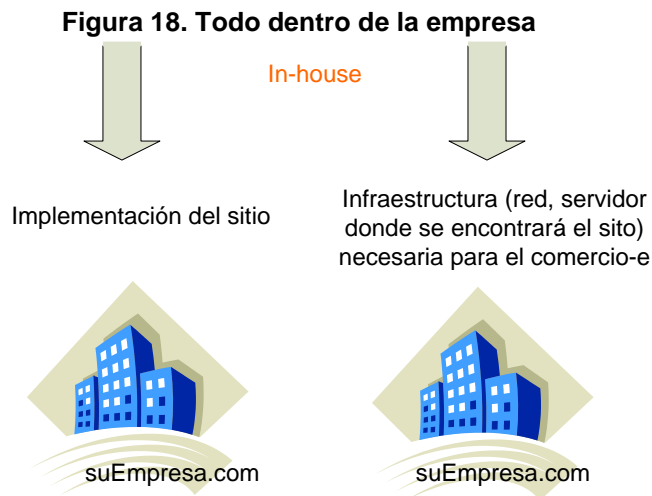 Figura 18. Todo dentro de la empresa
In-house
Implementación del sitio
Infraestructura (red, servidor
donde se encontrará el sito)
necesaria para el comercio-e
suEmpresa.com
suEmpresa.com